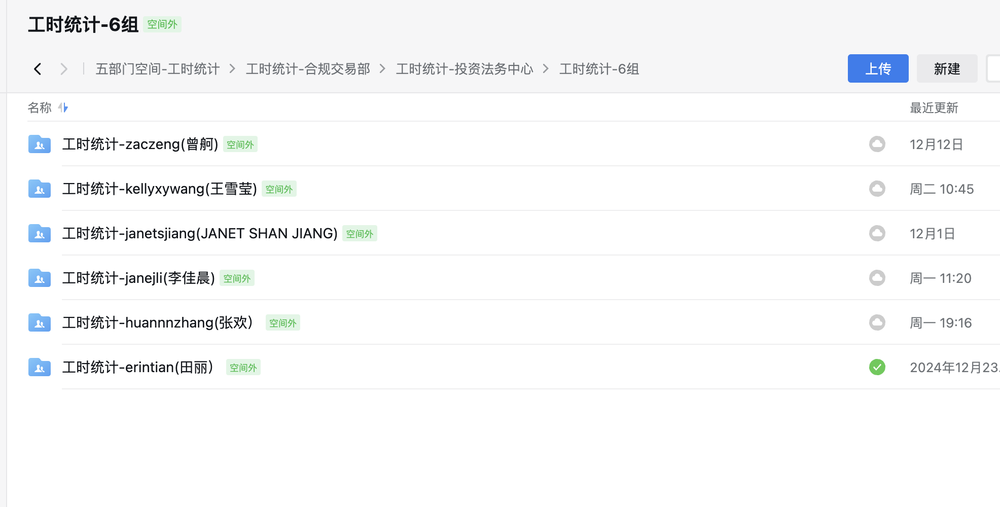 工时统计-6组 空间外
五部门空间-工时统计 > 工时统计-合规交易部 > 工时统计-投资法务中心 > 工时统计-6组 上传 新建
名称 最近更新
工时统计-zaczeng(曾舸) 空间外 12月12日
工时统计-kellyxywang(王雪莹) 空间外 周二 10:45
工时统计-janetsjiang(JANET SHAN JIANG) 空间外 12月1日
工时统计-janejli(李佳晨) 空间外 周一 11:20
工时统计-huannnzhang(张欢） 空间外 周一 19:16
工时统计-erintian(田丽） 空间外 2024年12月23.